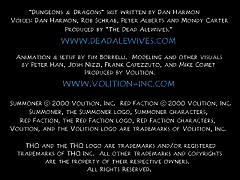 "Dungeons & Dragons" skit written by Dan Harmon
Voices: Dan Harmon, Rob Schrab, Peter Alberts and Mondy Carter
Produced by "The Dead Alewives."
www.deadalewives.com
Animation & setup by Tim Borrelli. Modeling and other visuals
by Peter Han, Josh Nizzi, Frank Capezzuto, and Mike Comet
Produced by Volition.
www.volition-inc.com
Summoner © 2000 Volition, Inc. Red Faction © 2000 Volition, Inc.
Summoner, the Summoner logo, Summoner characters,
Red Faction, the Red Faction logo, Red Faction characters,
Volition, and the Volition logo are trademarks of Volition, Inc.
THQ and the THQ logo are trademarks and/or registered
trademarks of THQ Inc. All other trademarks and copyrights
are the property of their respective owners.
All Rights Reserved.